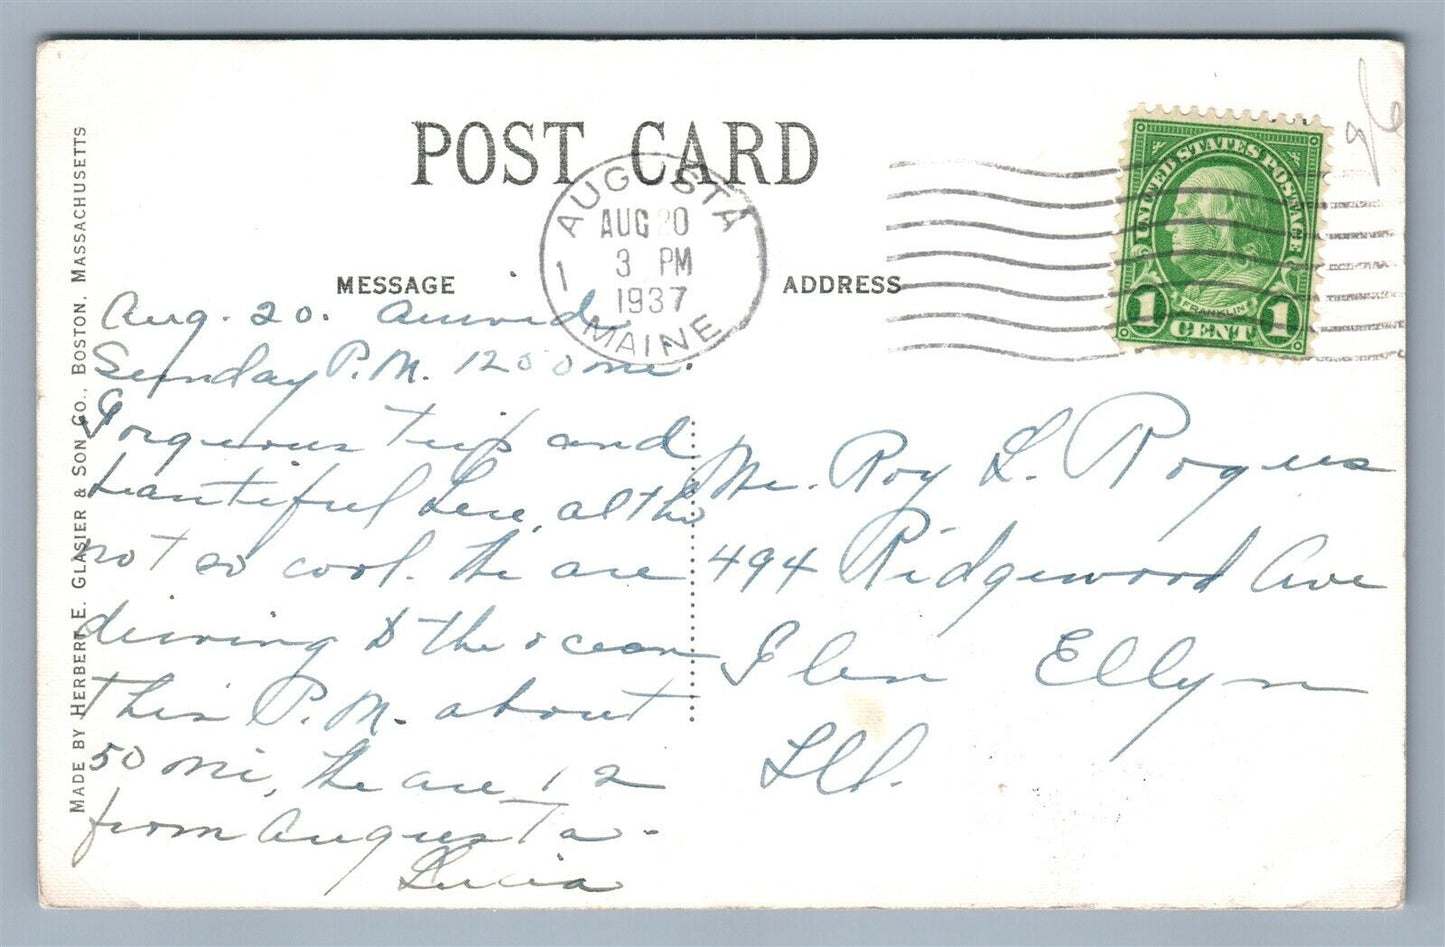 POST CARD
MADE BY HERBERT E. GLASIER & SON CO., BOSTON, MASSACHUSETTS
AUGUSTA
AUG 20
3 PM
1937
MAINE
1
UNITED STATES POSTAGE
FRANKLIN
1 CENT 1
MESSAGE
ADDRESS
Aug. 20. Arrived
Sunday P.M. 1200 mi.
Gorgeous trip and
beautiful here, altho
not so cool. We are
driving to the ocean
this P.M. about
50 mi, We are 12
from Augusta -
Lucia
Mr. Roy L. Rogers
494 Ridgewood Ave
Glen Ellyn
Ill.